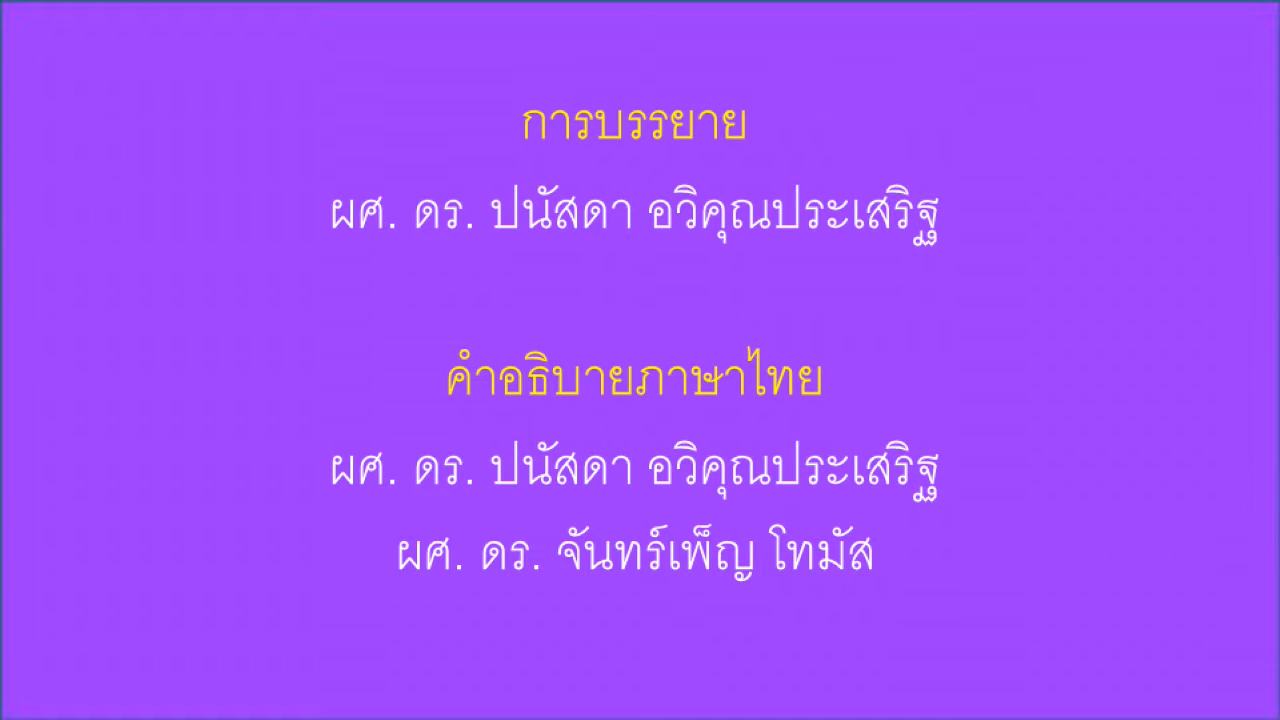 การบรรยาย
ผศ. ดร. ปนัสดา อวิคุณประเสริฐ
คำอธิบายภาษาไทย
ผศ. ดร. ปนัสดา อวิคุณประเสริฐ
ผศ. ดร. จันทร์เพ็ญ โทมัส